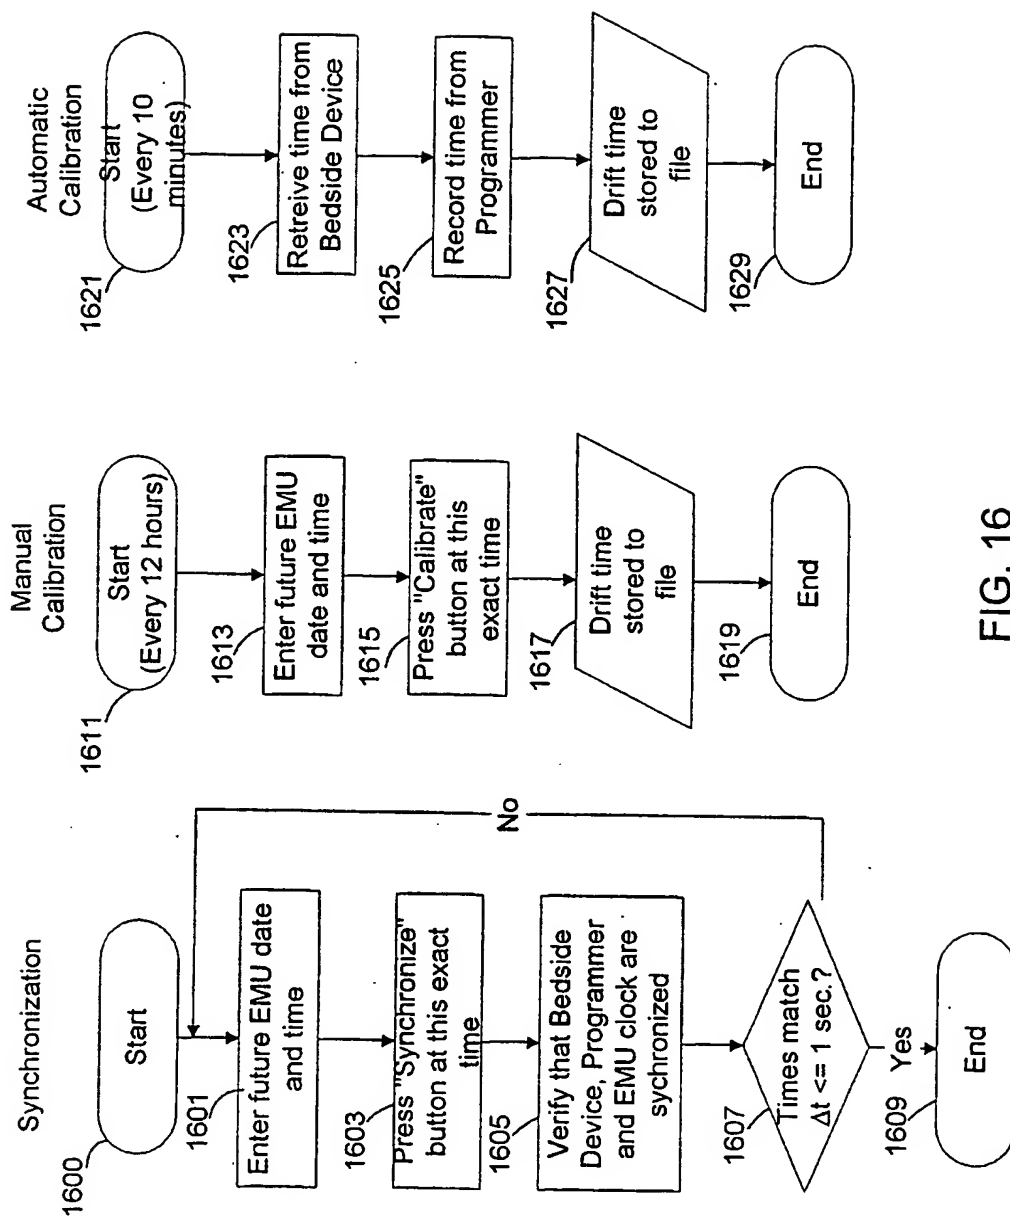 Synchronization
1600
Start
1601
Enter future EMU date
and time
1603
Press "Synchronize"
button at this exact
time
1605
Verify that Bedside
Device, Programmer
and EMU clock are
sychronized
1607
Times match
Δt <= 1 sec.?
No
Yes
1609
End
Manual
Calibration
1611
Start
(Every 12 hours)
1613
Enter future EMU
date and time
1615
Press "Calibrate"
button at this
exact time
1617
Drift time
stored to
file
1619
End
Automatic
Calibration
1621
Start
(Every 10
minutes)
1623
Retreive time from
Bedside Device
1625
Record time from
Programmer
1627
Drift time
stored to
file
1629
End
FIG. 16